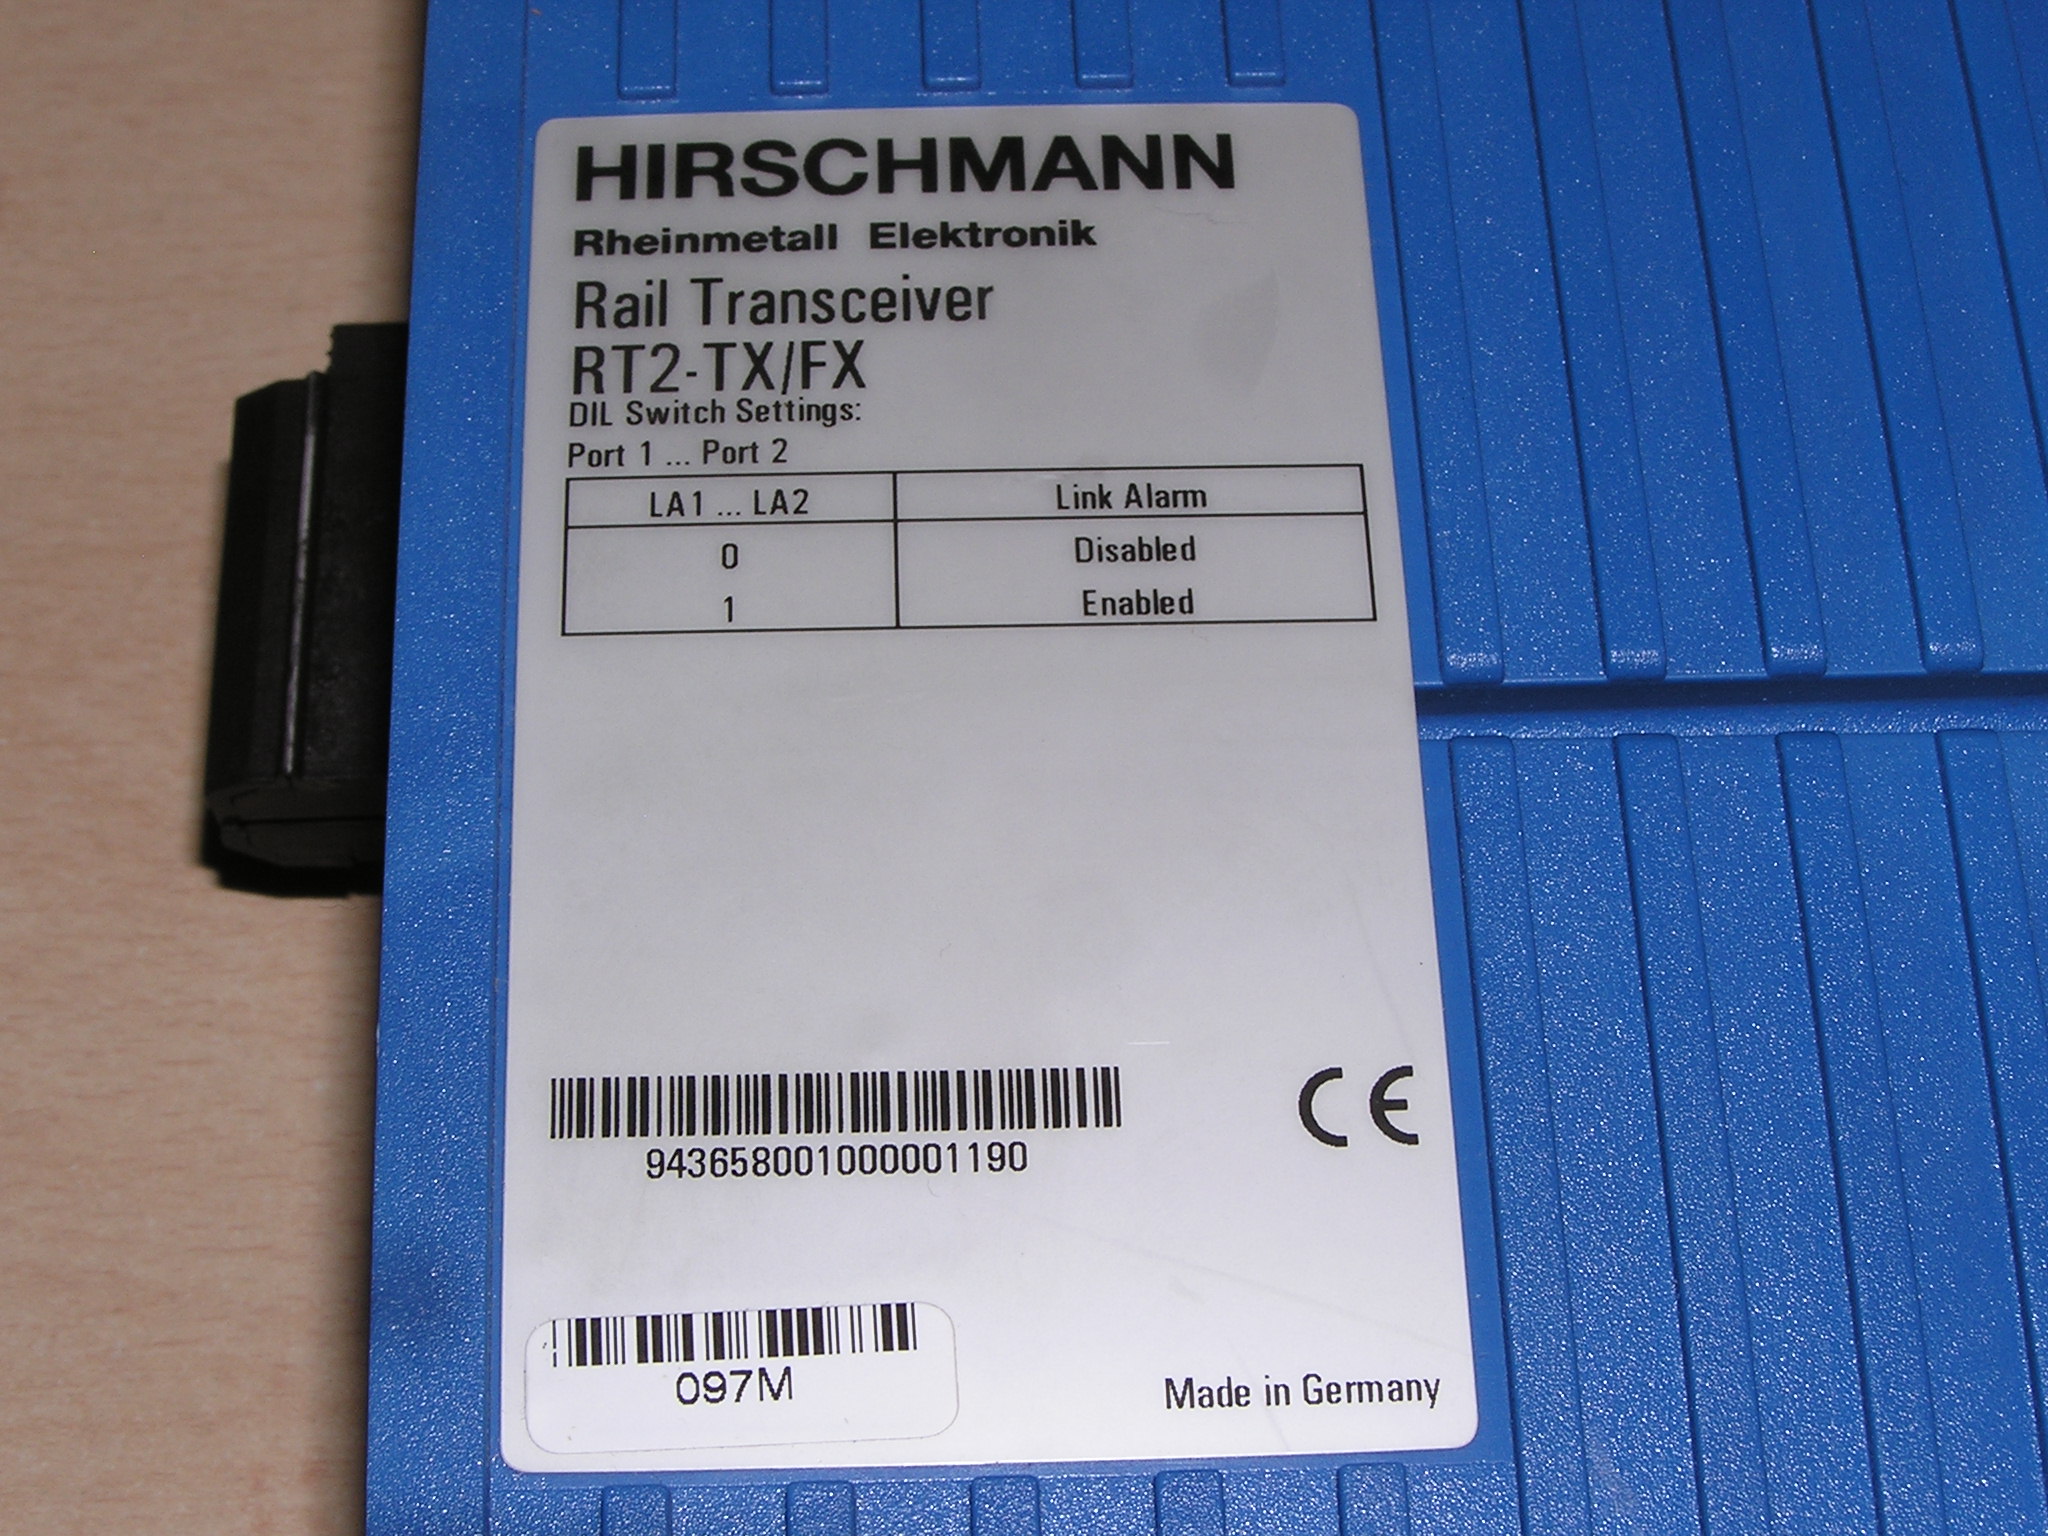 HIRSCHMANN
Rheinmetall Elektronik
Rail Transceiver
RT2-TX/FX
DIL Switch Settings:
Port 1 ... Port 2
LA1 ... LA2 Link Alarm
0 Disabled
1 Enabled
943658001000001190
CE
097M
Made in Germany